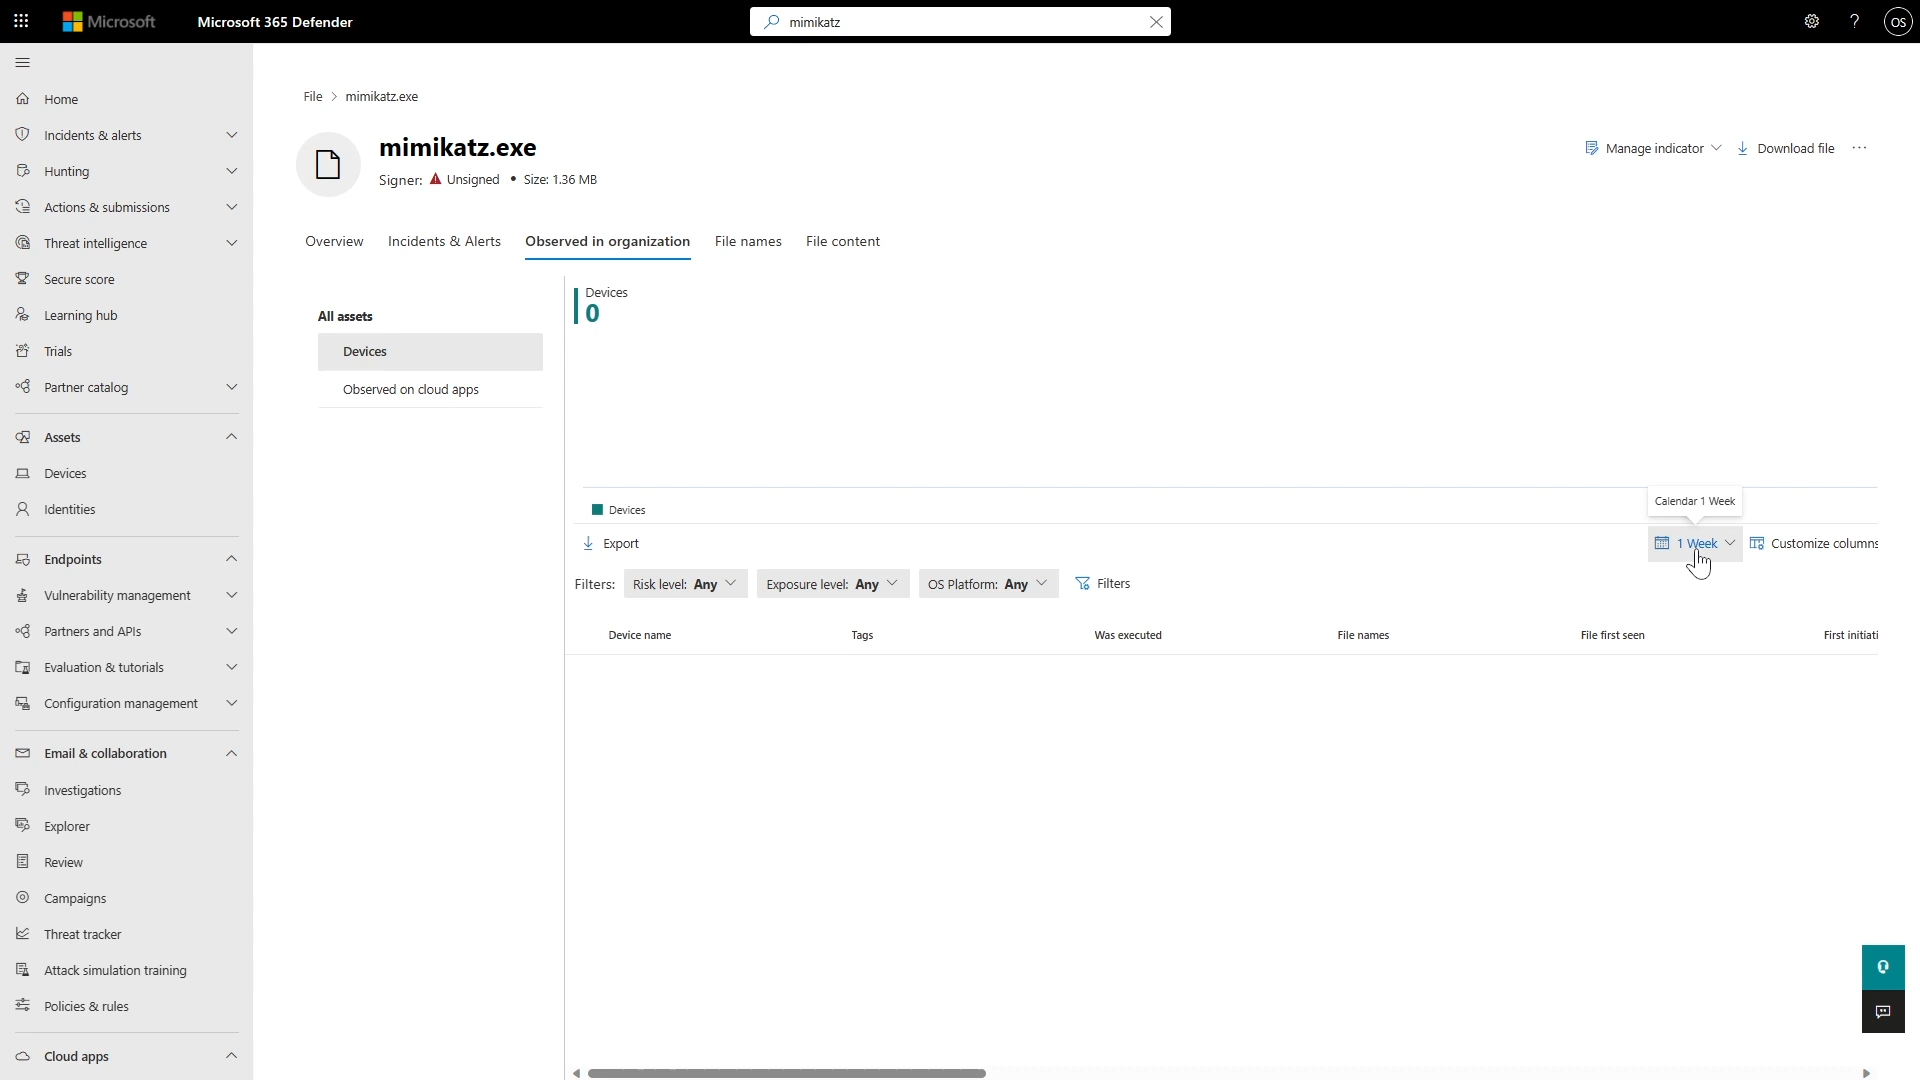 Microsoft
Microsoft 365 Defender
mimikatz
OS
Home
Incidents & alerts
Hunting
Actions & submissions
Threat intelligence
Secure score
Learning hub
Trials
Partner catalog
Assets
Devices
Identities
Endpoints
Vulnerability management
Partners and APIs
Evaluation & tutorials
Configuration management
Email & collaboration
Investigations
Explorer
Review
Campaigns
Threat tracker
Attack simulation training
Policies & rules
Cloud apps
File > mimikatz.exe
mimikatz.exe
Signer: Unsigned • Size: 1.36 MB
Manage indicator
Download file
...
Overview
Incidents & Alerts
Observed in organization
File names
File content
All assets
Devices
Observed on cloud apps
Devices
0
Devices
Calendar 1 Week
Export
1 Week
Customize columns
Filters:
Risk level: Any
Exposure level: Any
OS Platform: Any
Filters
Device name
Tags
Was executed
File names
File first seen
First initiati